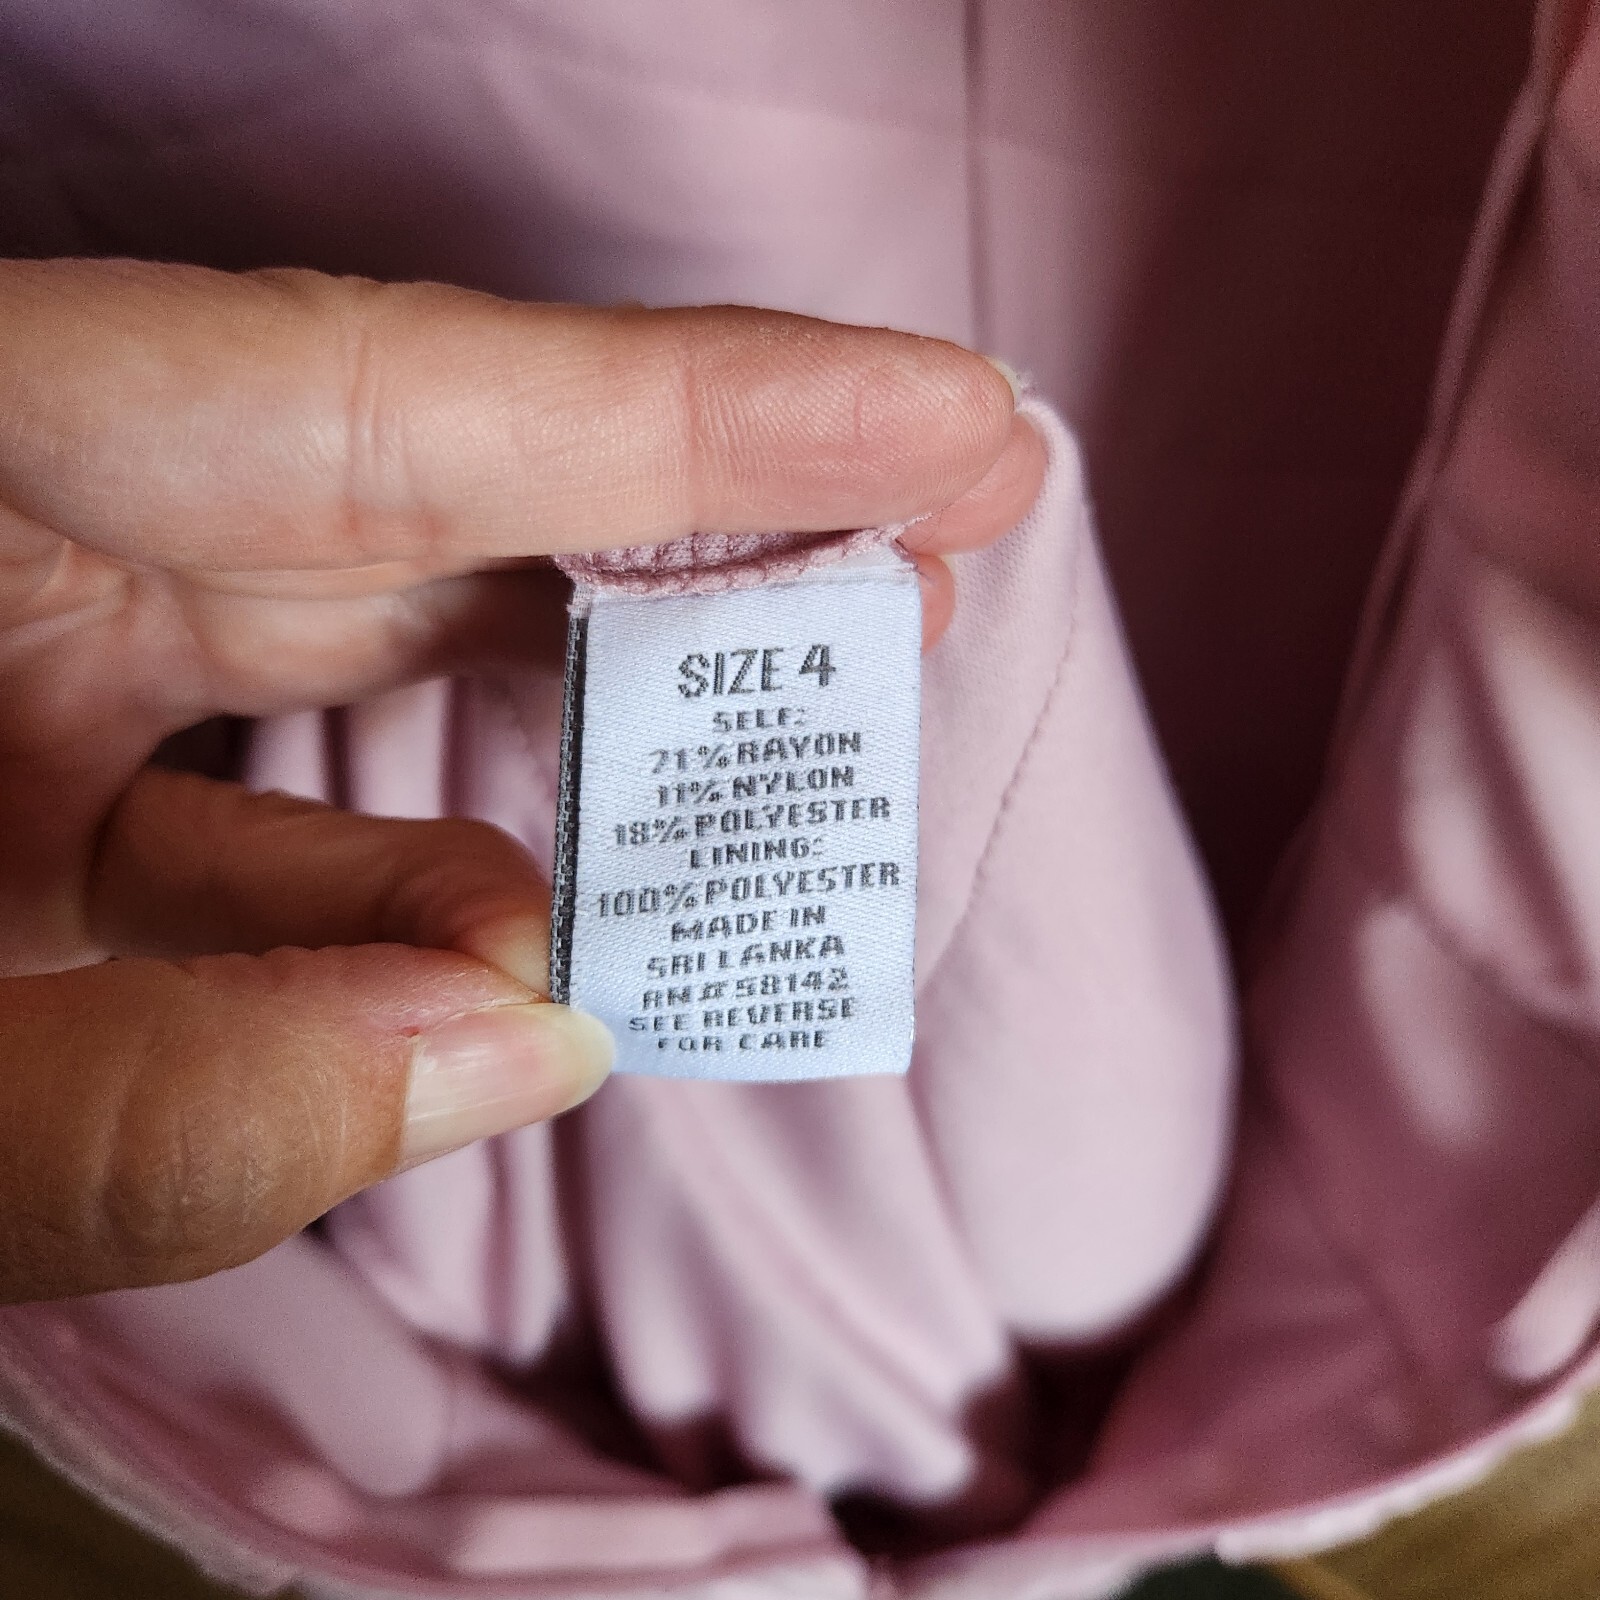 SIZE 4
SELF:
71% RAYON
11% NYLON
18% POLYESTER
LINING:
100% POLYESTER
MADE IN
SRI LANKA
RN# 58142
SEE REVERSE
FOR CARE